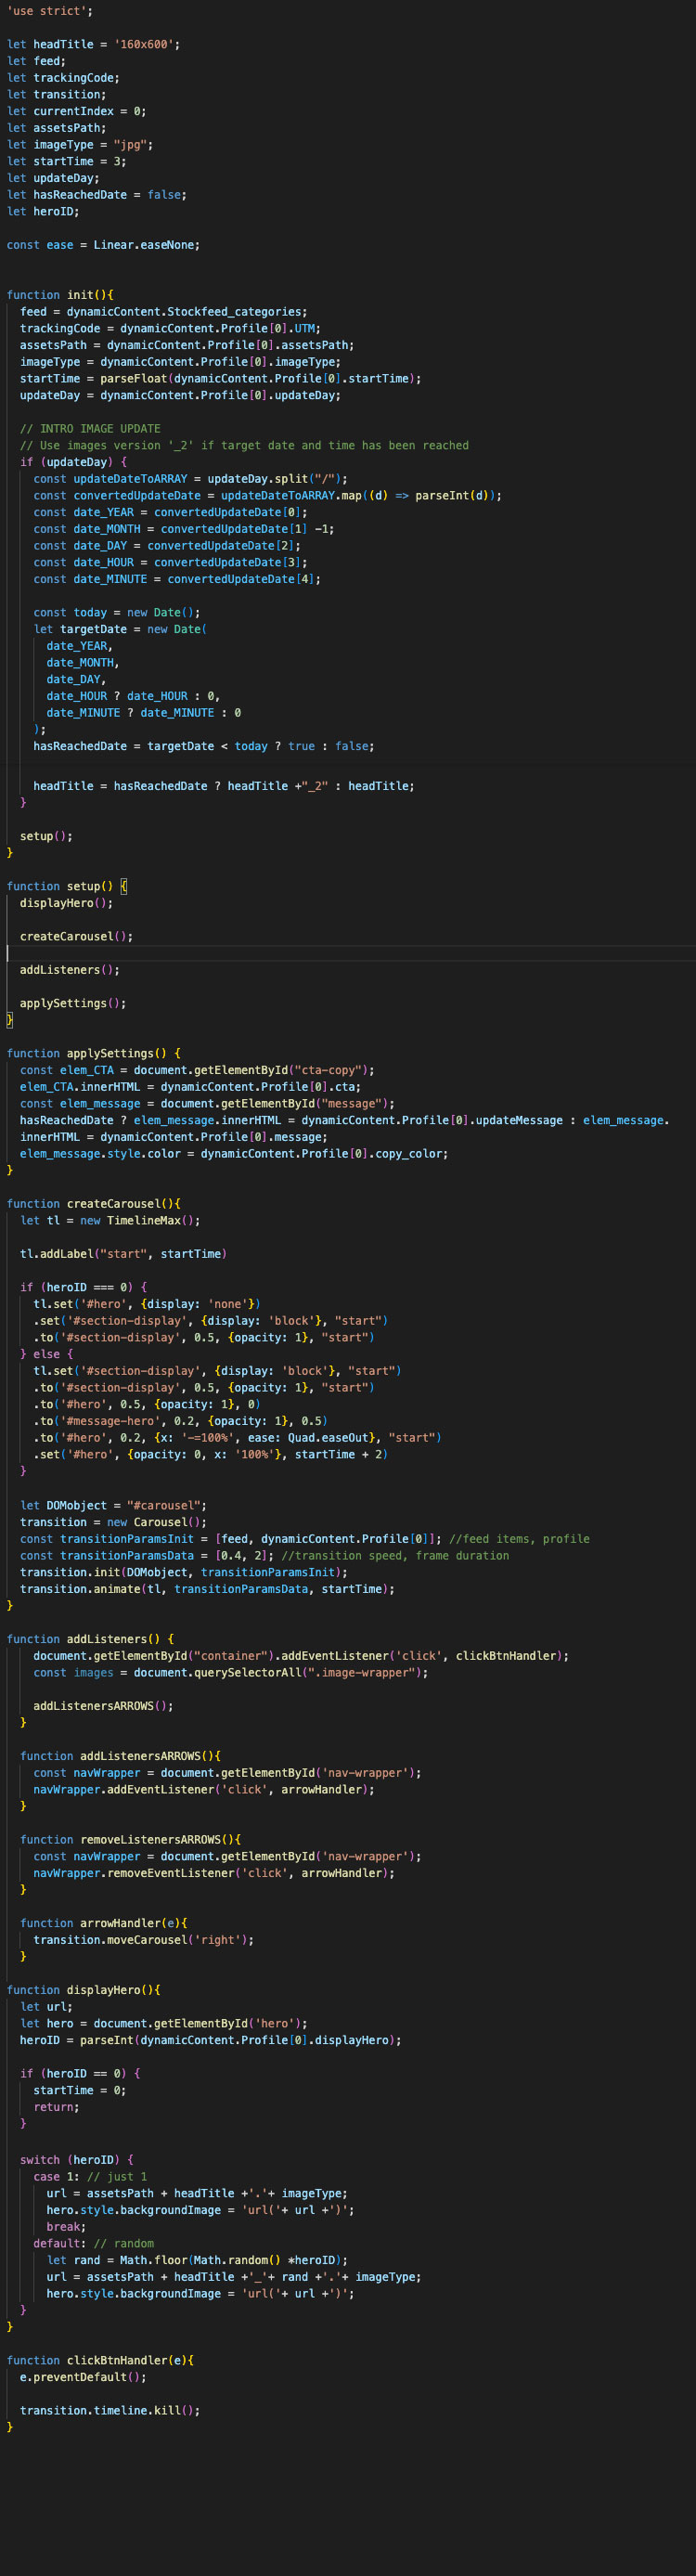 'use strict';
let headTitle = '160x600';
let feed;
let trackingCode;
let transition;
let currentIndex = 0;
let assetsPath;
let imageType = "jpg";
let startTime = 3;
let updateDay;
let hasReachedDate = false;
let heroID;
const ease = Linear.easeNone;
function init(){
feed = dynamicContent.Stockfeed_categories;
trackingCode = dynamicContent.Profile[0].UTM;
assetsPath = dynamicContent.Profile[0].assetsPath;
imageType = dynamicContent.Profile[0].imageType;
startTime = parseFloat(dynamicContent.Profile[0].startTime);
updateDay = dynamicContent.Profile[0].updateDay;
// INTRO IMAGE UPDATE
// Use images version '_2' if target date and time has been reached
if (updateDay) {
const updateDateToARRAY = updateDay.split("/");
const convertedUpdateDate = updateDateToARRAY.map((d) => parseInt(d));
const date_YEAR = convertedUpdateDate[0];
const date_MONTH = convertedUpdateDate[1] -1;
const date_DAY = convertedUpdateDate[2];
const date_HOUR = convertedUpdateDate[3];
const date_MINUTE = convertedUpdateDate[4];
const today = new Date();
let targetDate = new Date(
date_YEAR,
date_MONTH,
date_DAY,
date_HOUR ? date_HOUR : 0,
date_MINUTE ? date_MINUTE : 0
);
hasReachedDate = targetDate < today ? true : false;
headTitle = hasReachedDate ? headTitle +"_2" : headTitle;
}
setup();
}
function setup() {
displayHero();
createCarousel();
addListeners();
applySettings();
}
function applySettings() {
const elem_CTA = document.getElementById("cta-copy");
elem_CTA.innerHTML = dynamicContent.Profile[0].cta;
const elem_message = document.getElementById("message");
hasReachedDate ? elem_message.innerHTML = dynamicContent.Profile[0].updateMessage : elem_message.
innerHTML = dynamicContent.Profile[0].message;
elem_message.style.color = dynamicContent.Profile[0].copy_color;
}
function createCarousel(){
let tl = new TimelineMax();
tl.addLabel("start", startTime)
if (heroID === 0) {
tl.set('#hero', {display: 'none'})
.set('#section-display', {display: 'block'}, "start")
.to('#section-display', 0.5, {opacity: 1}, "start")
} else {
tl.set('#section-display', {display: 'block'}, "start")
.to('#section-display', 0.5, {opacity: 1}, "start")
.to('#hero', 0.5, {opacity: 1}, 0)
.to('#message-hero', 0.2, {opacity: 1}, 0.5)
.to('#hero', 0.2, {x: '-=100%', ease: Quad.easeOut}, "start")
.set('#hero', {opacity: 0, x: '100%'}, startTime + 2)
}
let DOMobject = "#carousel";
transition = new Carousel();
const transitionParamsInit = [feed, dynamicContent.Profile[0]]; //feed items, profile
const transitionParamsData = [0.4, 2]; //transition speed, frame duration
transition.init(DOMobject, transitionParamsInit);
transition.animate(tl, transitionParamsData, startTime);
}
function addListeners() {
document.getElementById("container").addEventListener('click', clickBtnHandler);
const images = document.querySelectorAll(".image-wrapper");
addListenersARROWS();
}
function addListenersARROWS(){
const navWrapper = document.getElementById('nav-wrapper');
navWrapper.addEventListener('click', arrowHandler);
}
function removeListenersARROWS(){
const navWrapper = document.getElementById('nav-wrapper');
navWrapper.removeEventListener('click', arrowHandler);
}
function arrowHandler(e){
transition.moveCarousel('right');
}
function displayHero(){
let url;
let hero = document.getElementById('hero');
heroID = parseInt(dynamicContent.Profile[0].displayHero);
if (heroID == 0) {
startTime = 0;
return;
}
switch (heroID) {
case 1: // just 1
url = assetsPath + headTitle +'.'+ imageType;
hero.style.backgroundImage = 'url('+ url +')';
break;
default: // random
let rand = Math.floor(Math.random() *heroID);
url = assetsPath + headTitle +'_'+ rand +'.'+ imageType;
hero.style.backgroundImage = 'url('+ url +')';
}
}
function clickBtnHandler(e){
e.preventDefault();
transition.timeline.kill();
}